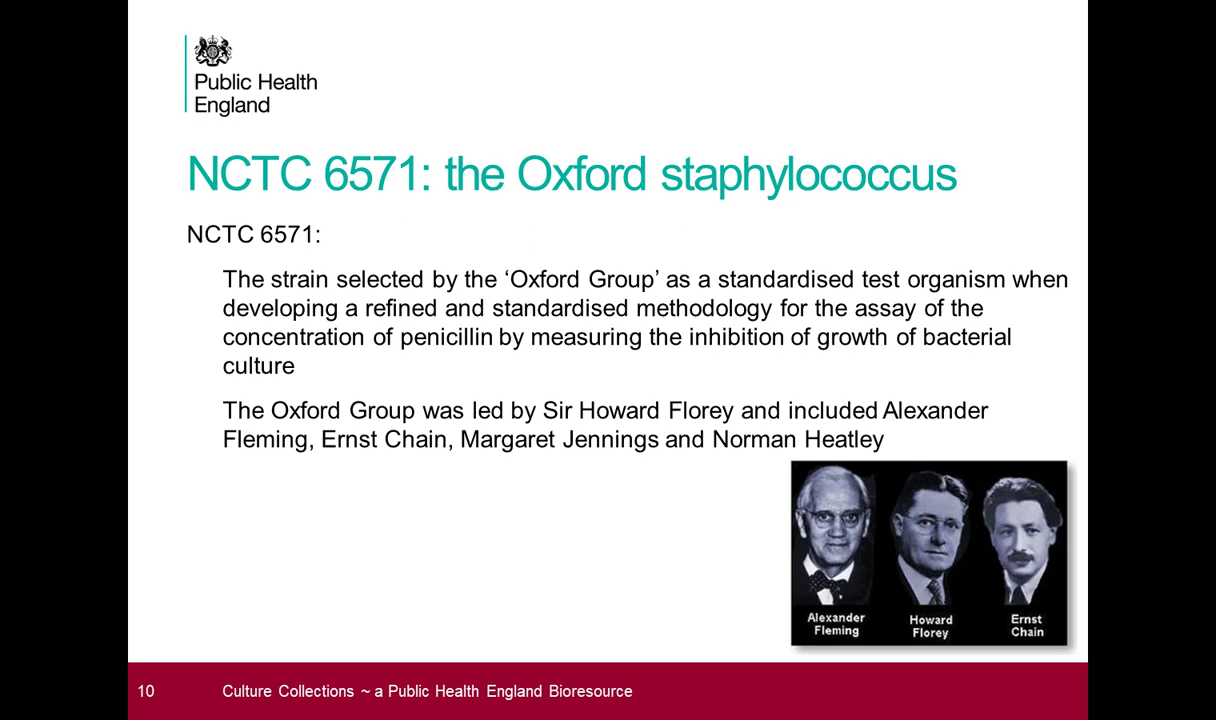 Public Health
England
NCTC 6571: the Oxford staphylococcus
NCTC 6571:
The strain selected by the ‘Oxford Group’ as a standardised test organism when
developing a refined and standardised methodology for the assay of the
concentration of penicillin by measuring the inhibition of growth of bacterial
culture
The Oxford Group was led by Sir Howard Florey and included Alexander
Fleming, Ernst Chain, Margaret Jennings and Norman Heatley
Alexander
Fleming
Howard
Florey
Ernst
Chain
10
Culture Collections ~ a Public Health England Bioresource